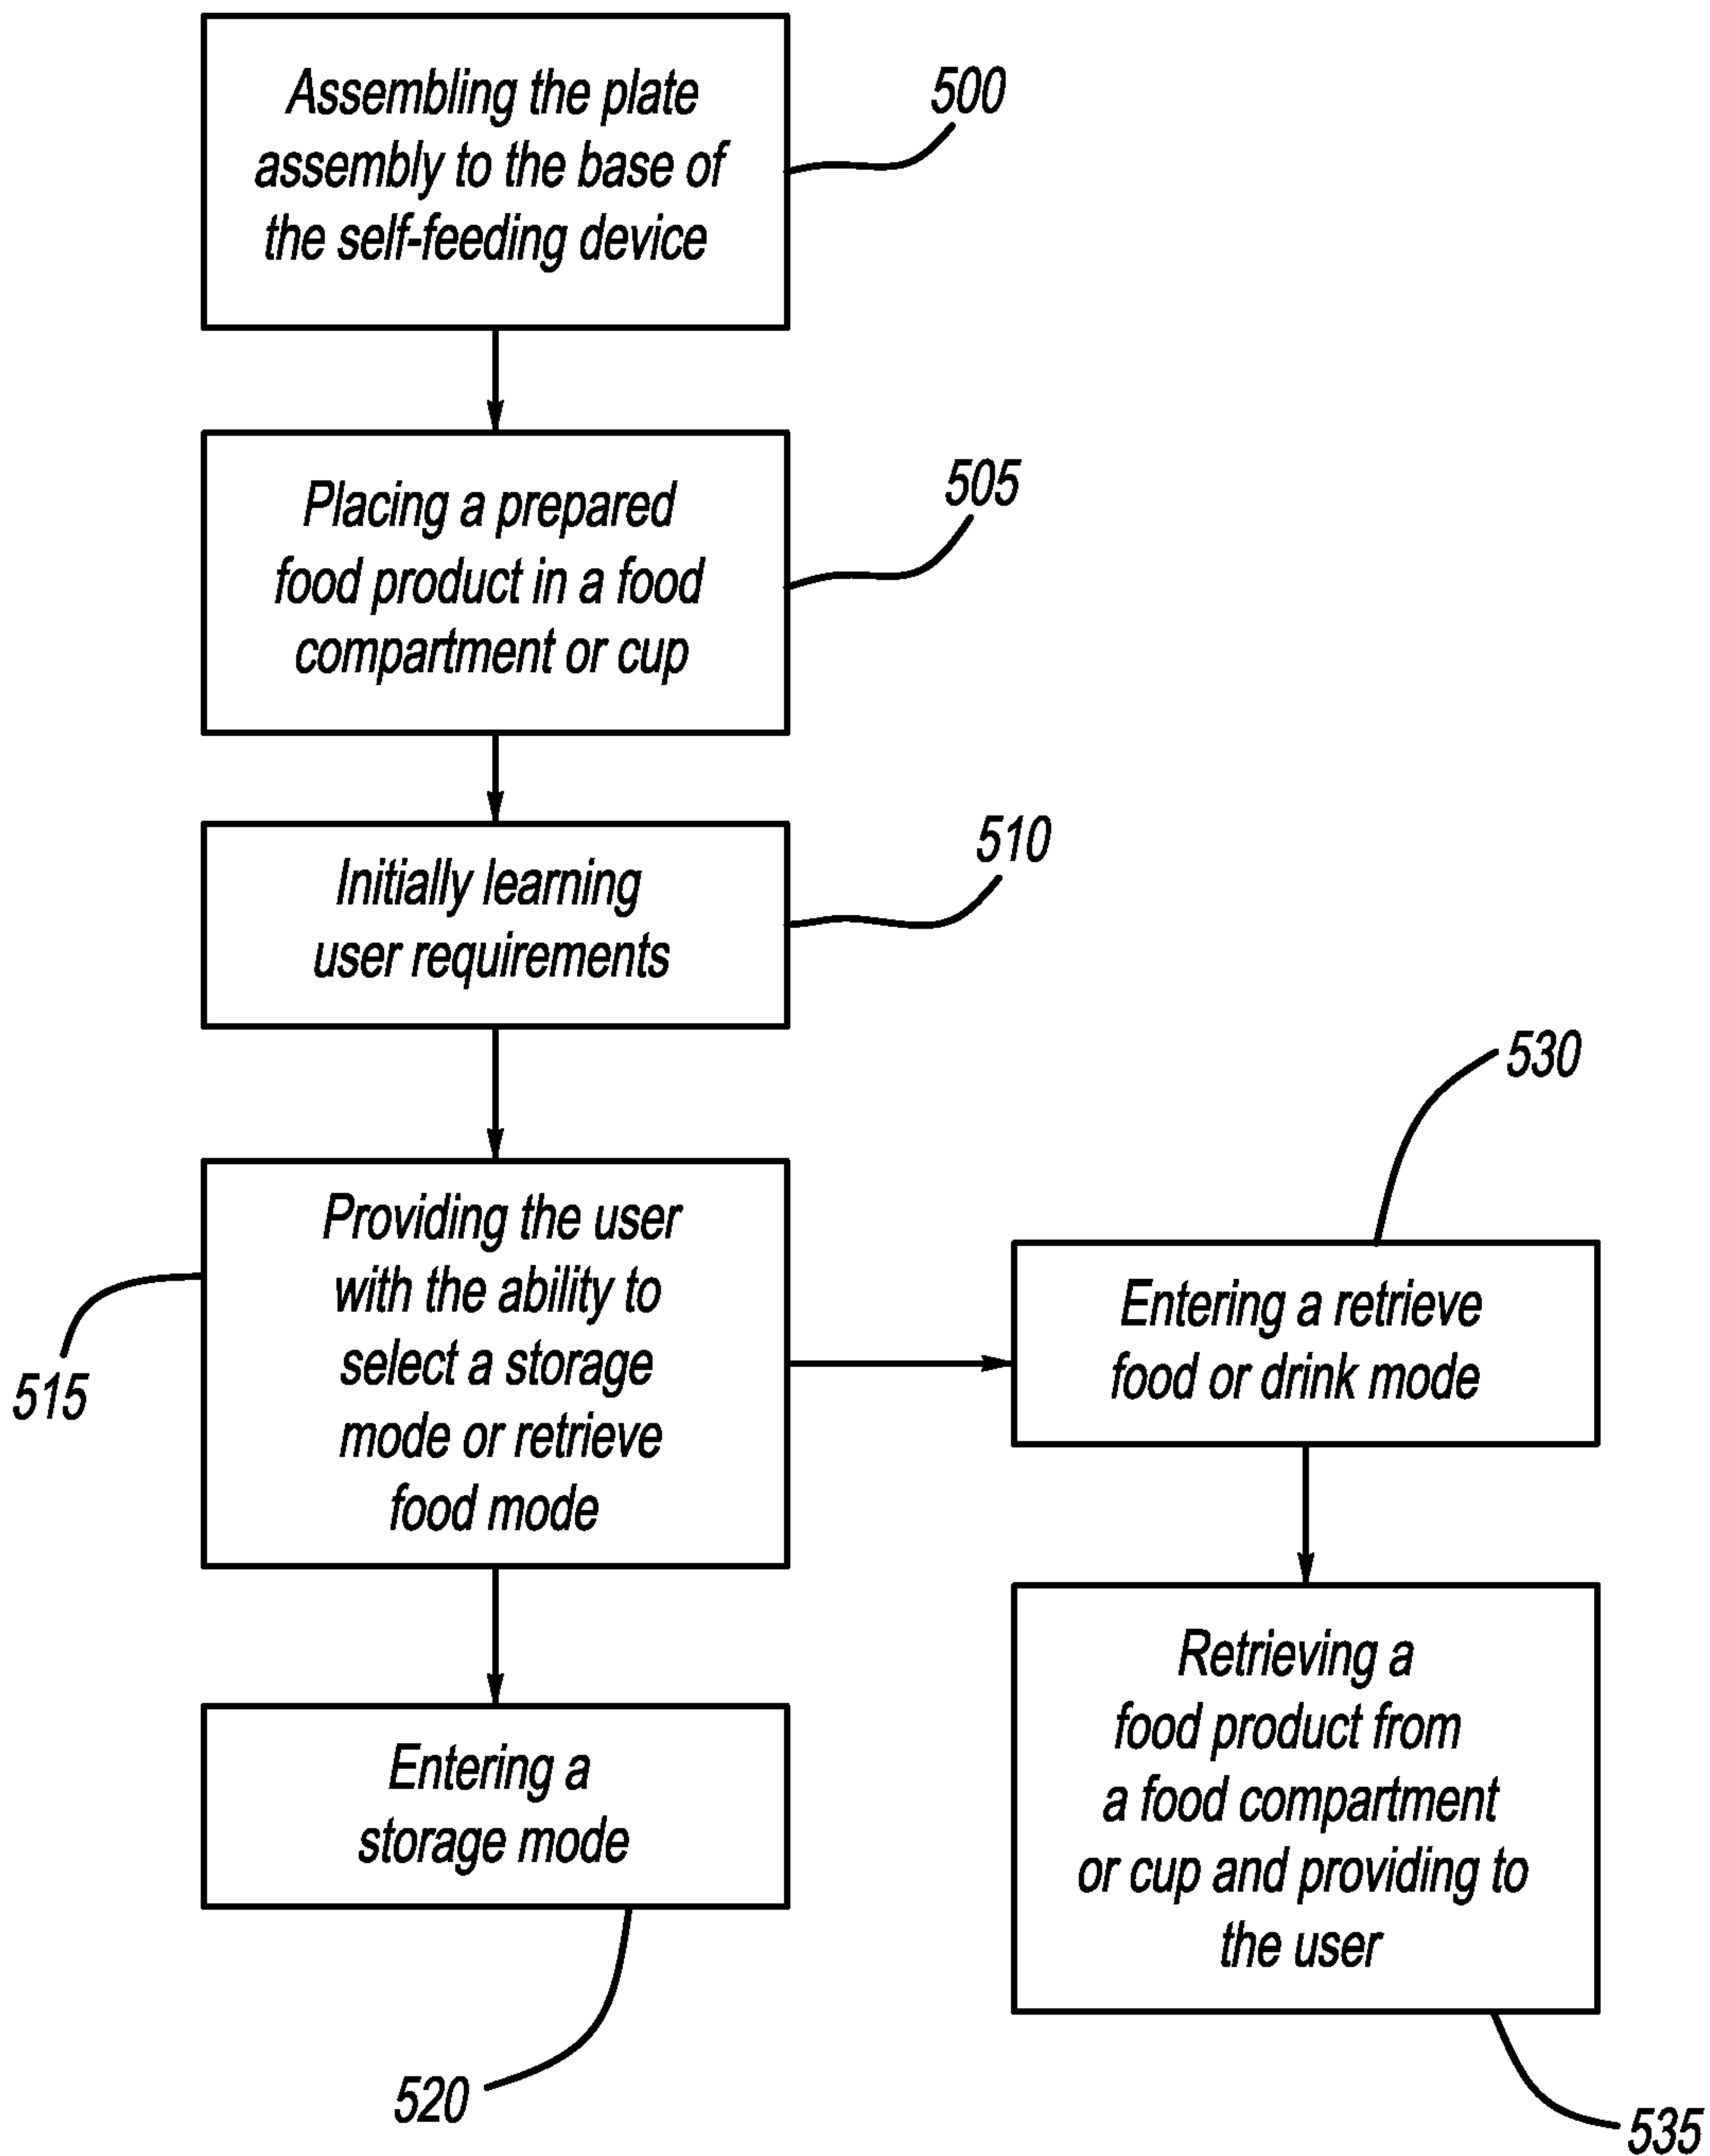 Assembling the plate
assembly to the base of
the self-feeding device
500
Placing a prepared
food product in a food
compartment or cup
505
Initially learning
user requirements
510
Providing the user
with the ability to
select a storage
mode or retrieve
food mode
515
Entering a retrieve
food or drink mode
530
Entering a
storage mode
520
Retrieving a
food product from
a food compartment
or cup and providing to
the user
535